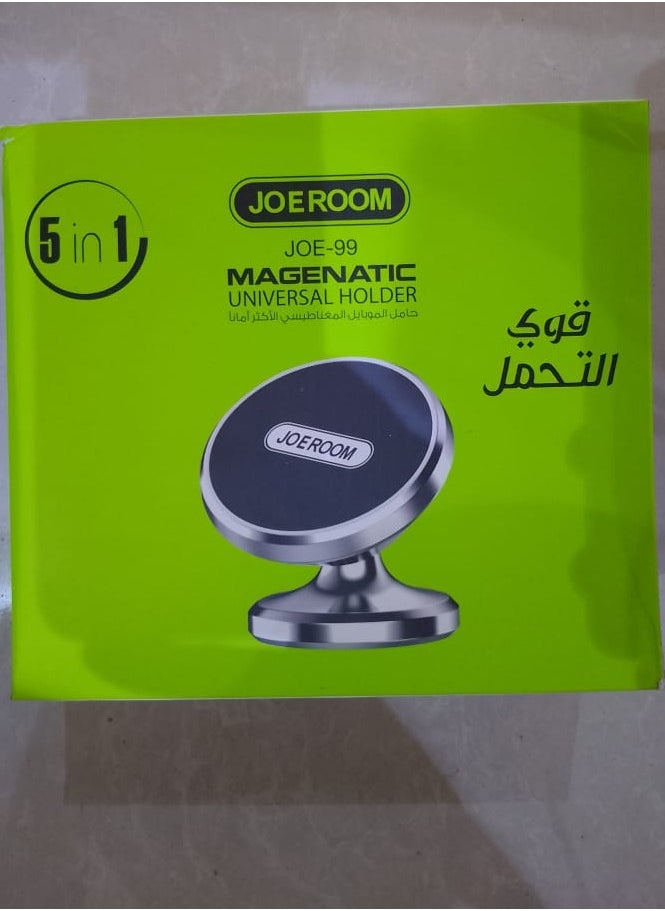 5 in 1
JOEROOM
JOE-99
MAGENATIC
UNIVERSAL HOLDER
حامل الموبايل المغناطيسي الأكثر أمانا
قوي
التحمل
JOEROOM